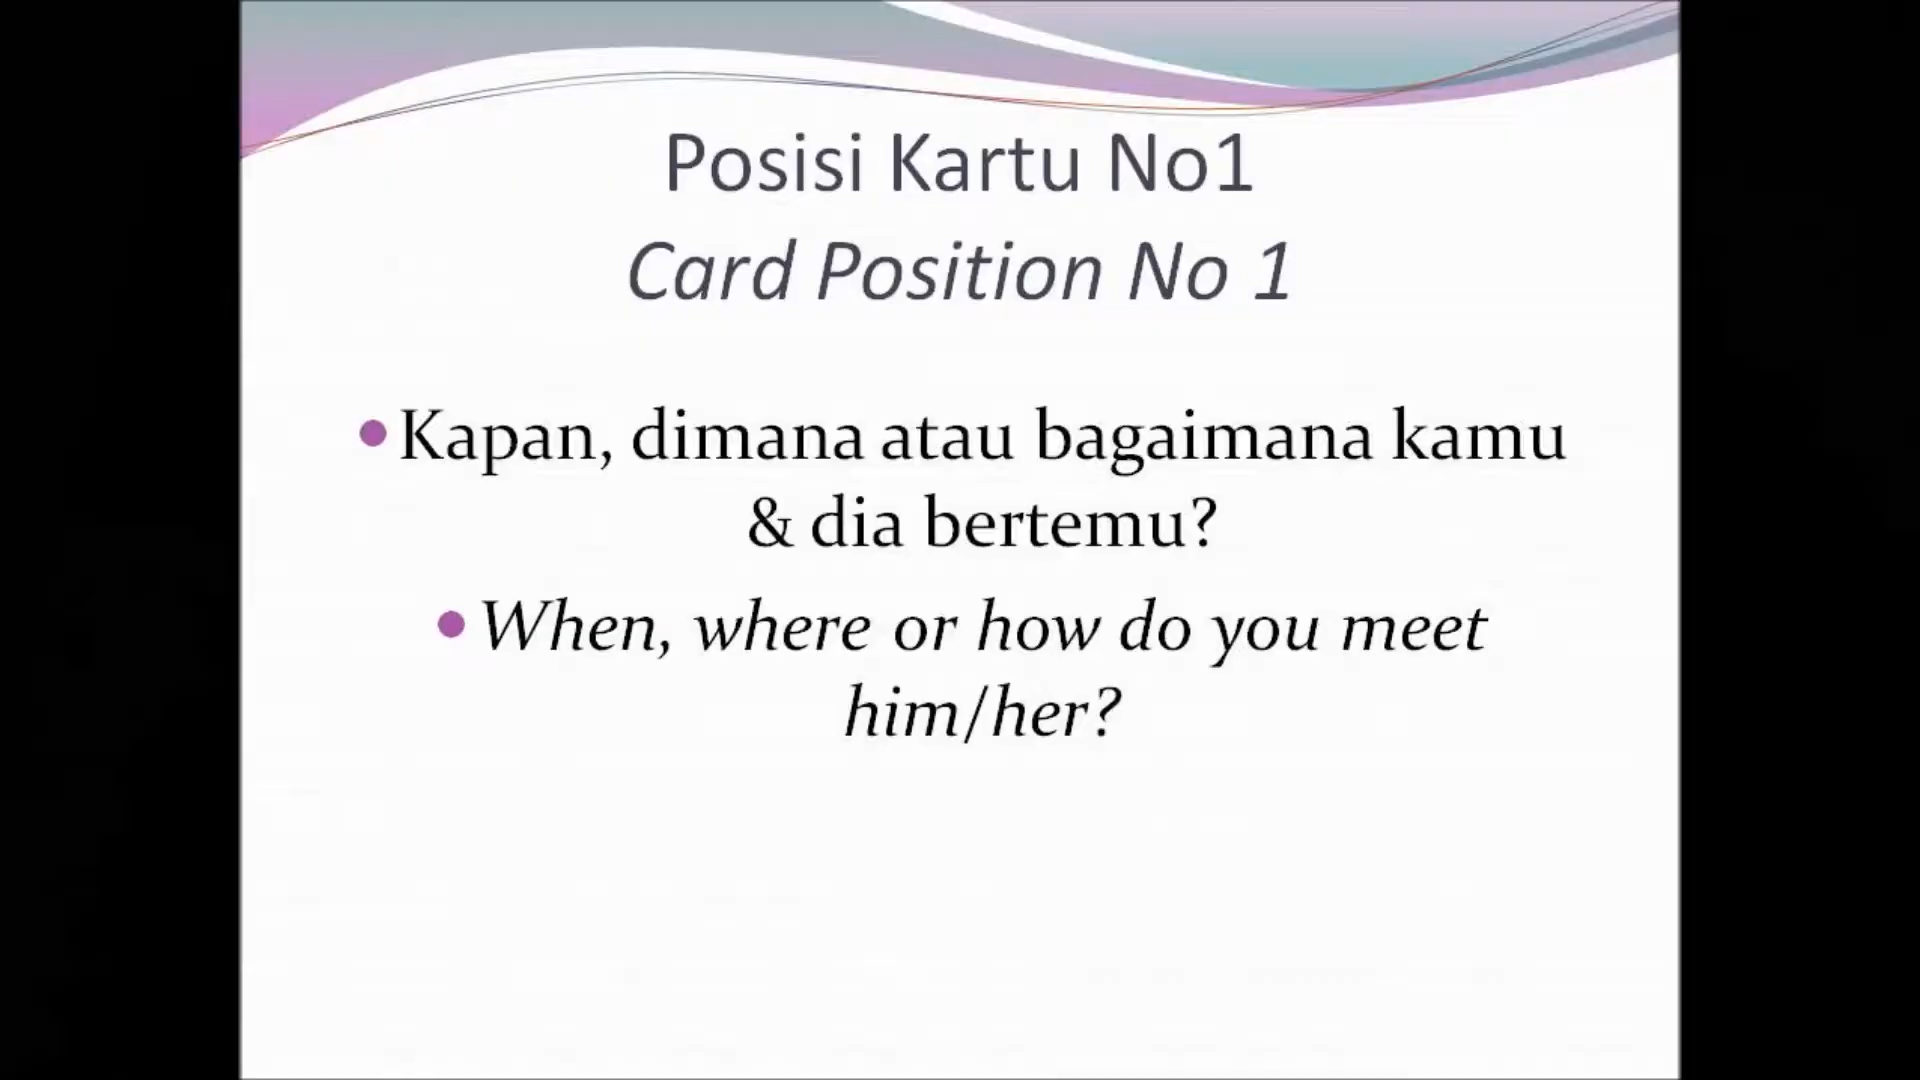 Posisi Kartu No1
Card Position No 1
Kapan, dimana atau bagaimana kamu
& dia bertemu?
When, where or how do you meet
him/her?